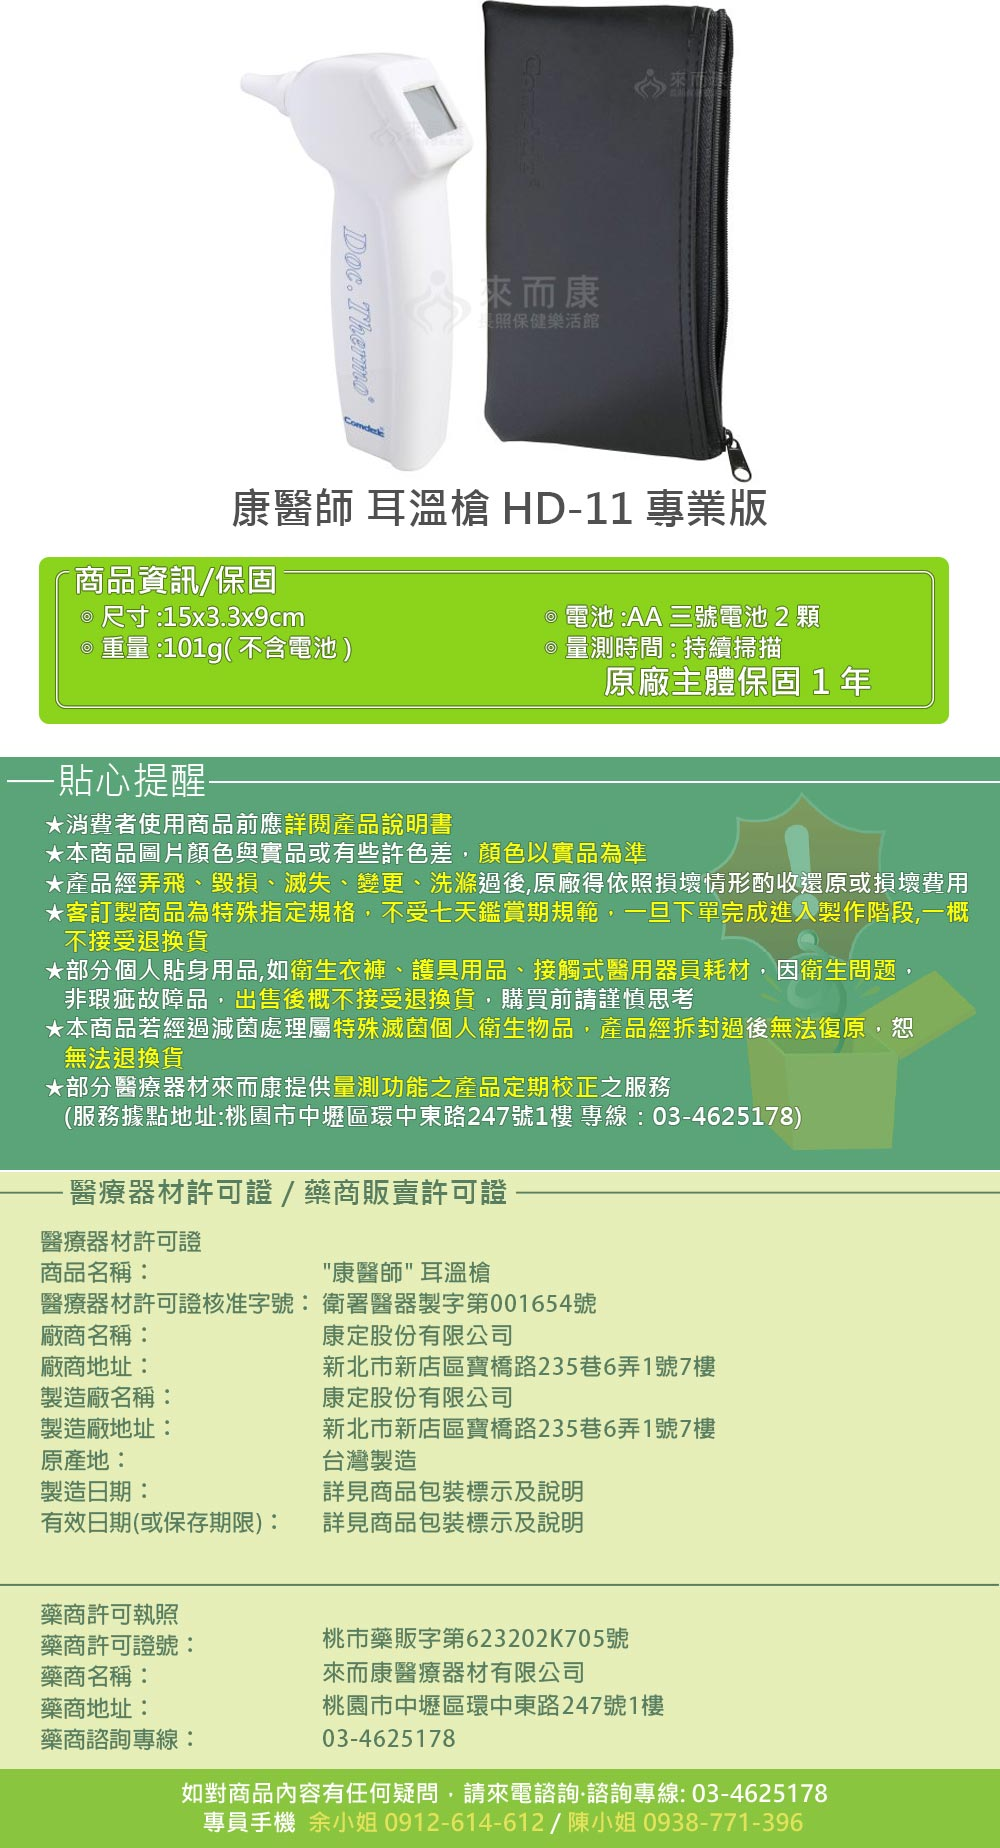 來而康
來而康
長照保健樂活館
Doc. Thermo®
Comdek®
康醫師 耳溫槍 HD-11 專業版
商品資訊/保固
◎ 尺寸 :15x3.3x9cm
◎ 重量 :101g( 不含電池 )
◎ 電池 :AA 三號電池 2 顆
◎ 量測時間 : 持續掃描
原廠主體保固 1 年
貼心提醒
★消費者使用商品前應詳閱產品說明書
★本商品圖片顏色與實品或有些許色差，顏色以實品為準
★產品經弄飛、毀損、滅失、變更、洗滌過後,原廠得依照損壞情形酌收還原或損壞費用
★客訂製商品為特殊指定規格，不受七天鑑賞期規範，一旦下單完成進入製作階段,一概
不接受退換貨
★部分個人貼身用品,如衛生衣褲、護具用品、接觸式醫用器員耗材，因衛生問題，
非瑕疵故障品，出售後概不接受退換貨，購買前請謹慎思考
★本商品若經過減菌處理屬特殊滅菌個人衛生物品，產品經拆封過後無法復原，恕
無法退換貨
★部分醫療器材來而康提供量測功能之產品定期校正之服務
(服務據點地址:桃園市中壢區環中東路247號1樓 專線：03-4625178)
醫療器材許可證 / 藥商販賣許可證
醫療器材許可證
商品名稱： "康醫師" 耳溫槍
醫療器材許可證核准字號： 衛署醫器製字第001654號
廠商名稱： 康定股份有限公司
廠商地址： 新北市新店區寶橋路235巷6弄1號7樓
製造廠名稱： 康定股份有限公司
製造廠地址： 新北市新店區寶橋路235巷6弄1號7樓
原產地： 台灣製造
製造日期： 詳見商品包裝標示及說明
有效日期(或保存期限)： 詳見商品包裝標示及說明
藥商許可執照
藥商許可證號： 桃市藥販字第623202K705號
藥商名稱： 來而康醫療器材有限公司
藥商地址： 桃園市中壢區環中東路247號1樓
藥商諮詢專線： 03-4625178
如對商品內容有任何疑問，請來電諮詢·諮詢專線: 03-4625178
專員手機 余小姐 0912-614-612 / 陳小姐 0938-771-396